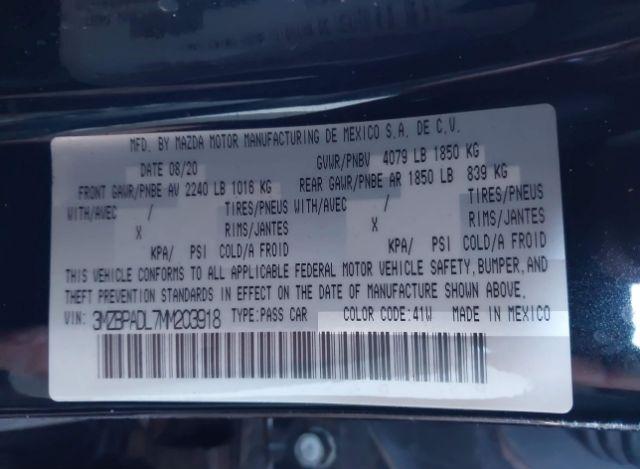 MFD. BY MAZDA MOTOR MANUFACTURING DE MEXICO S.A. DE C.V.
DATE 08/20 GVWR/PNBV 4079 LB 1850 KG
FRONT GAWR/PNBE AV 2240 LB 1016 KG REAR GAWR/PNBE AR 1850 LB 839 KG
WITH/AVEC / TIRES/PNEUS WITH/AVEC / TIRES/PNEUS
X RIMS/JANTES X RIMS/JANTES
KPA/ PSI COLD/A FROID KPA/ PSI COLD/A FROID
THIS VEHICLE CONFORMS TO ALL APPLICABLE FEDERAL MOTOR VEHICLE SAFETY, BUMPER, AND
THEFT PREVENTION STANDARDS IN EFFECT ON THE DATE OF MANUFACTURE SHOWN ABOVE.
VIN: 3MZBPADL7MM203918 TYPE:PASS CAR COLOR CODE:41W MADE IN MEXICO